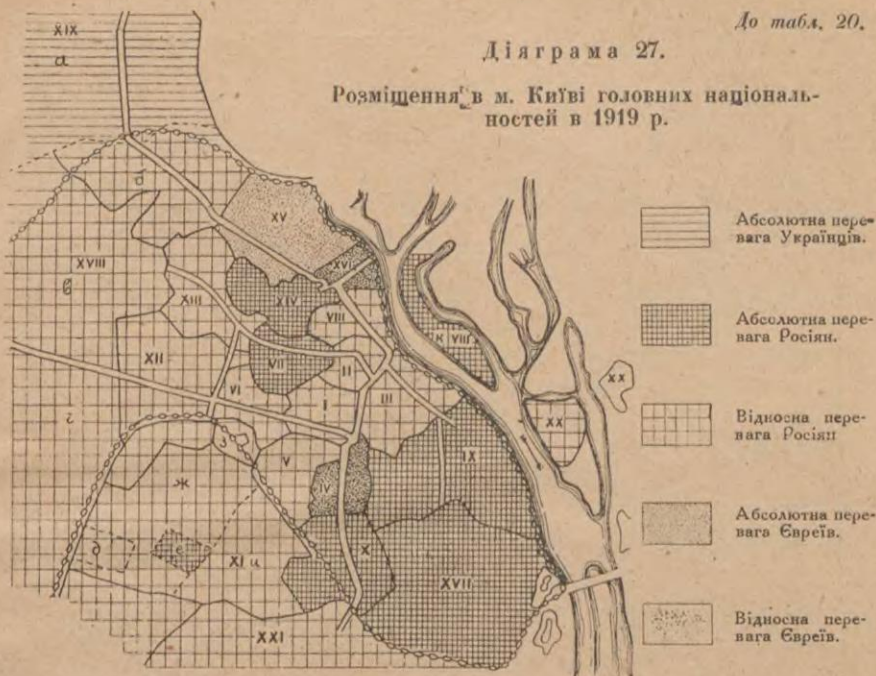 До табл. 20.
Діяграма 27.
Розміщення в м. Київі головних національ-
ностей в 1919 р.
XIX
а
б
XV
XVIII
в
XVI
XIII
XIV
VIII
к VIII
XX
VII
II
XII
VI
I
III
XX
г
З
V
IX
ж
IV
д
X
XI и
XVII
XXI
Абсолютна пере-
вага Українців.
Абсолютна пере-
вага Росіян.
Відносна пере-
вага Росіян
Абсолютна пере-
вага Євреїв.
Відносна пере-
вага Євреїв.